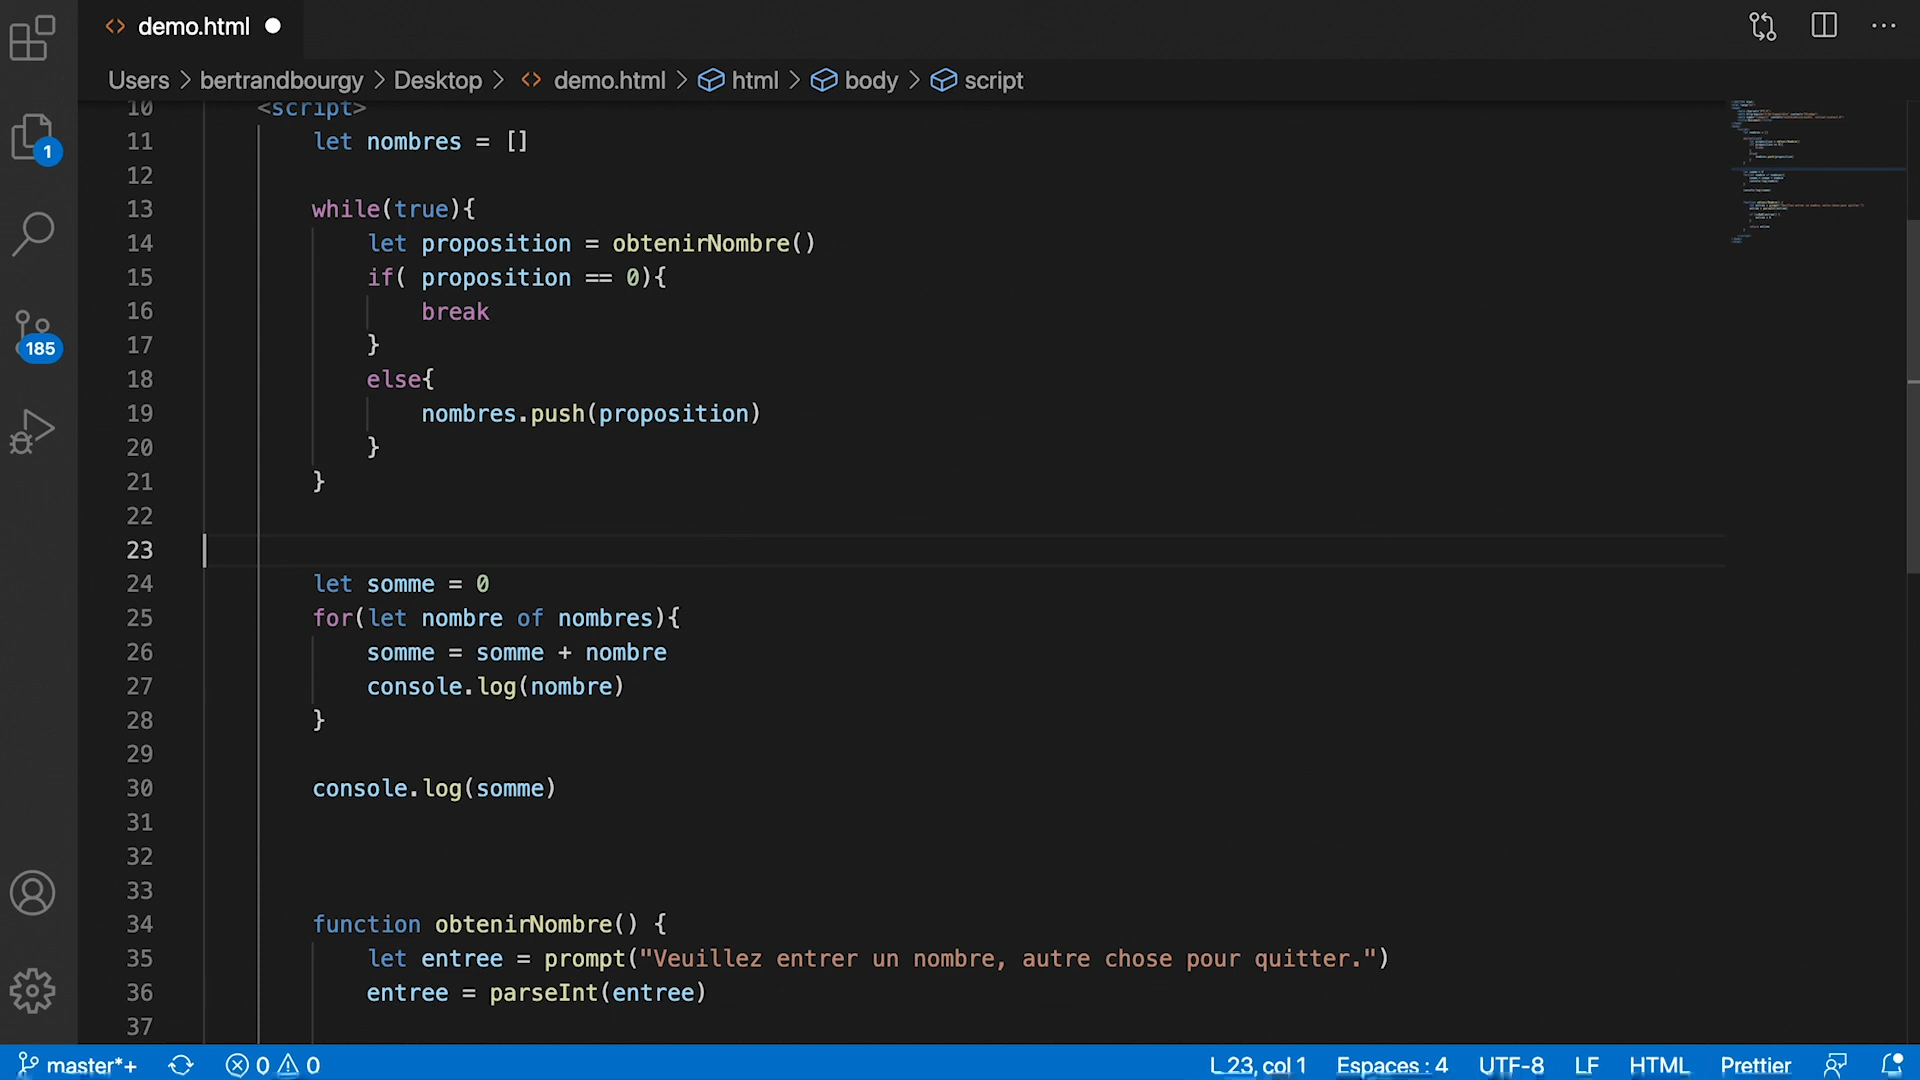 demo.html
Users > bertrandbourgy > Desktop > demo.html > html > body > script
10 <script>
11 let nombres = []
12
13 while(true){
14 let proposition = obtenirNombre()
15 if( proposition == 0){
16 break
17 }
18 else{
19 nombres.push(proposition)
20 }
21 }
22
23
24 let somme = 0
25 for(let nombre of nombres){
26 somme = somme + nombre
27 console.log(nombre)
28 }
29
30 console.log(somme)
31
32
33
34 function obtenirNombre() {
35 let entree = prompt("Veuillez entrer un nombre, autre chose pour quitter.")
36 entree = parseInt(entree)
37
1
185
master*+ 0 0 L 23, col 1 Espaces : 4 UTF-8 LF HTML Prettier